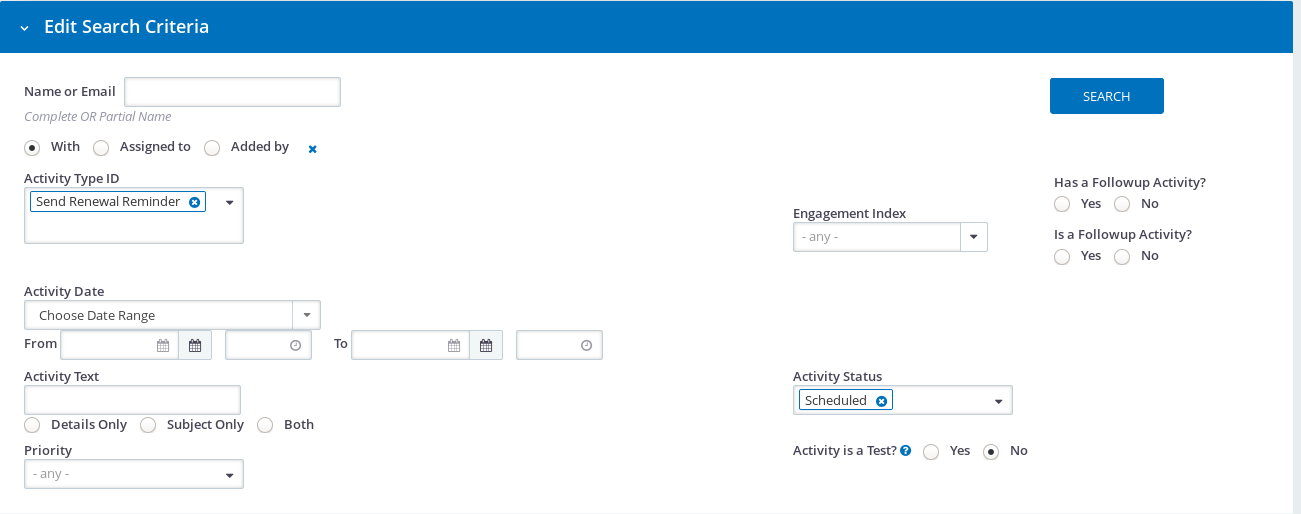 Edit Search Criteria
Name or Email
SEARCH
Complete OR Partial Name
With Assigned to Added by
Activity Type ID
Send Renewal Reminder
Has a Followup Activity?
Yes No
Engagement Index
- any -
Is a Followup Activity?
Yes No
Activity Date
Choose Date Range
From To
Activity Text
Activity Status
Scheduled
Details Only Subject Only Both
Priority
- any -
Activity is a Test? Yes No